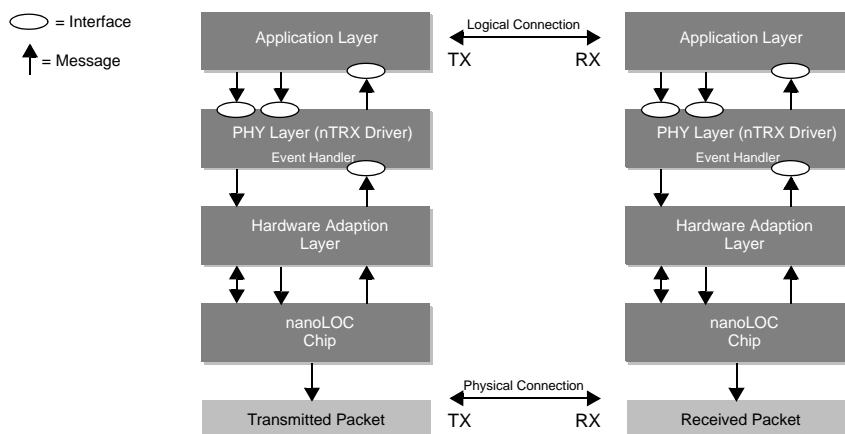 = Interface
= Message
Application Layer
Logical Connection
TX
RX
Application Layer
PHY Layer (nTRX Driver)
Event Handler
PHY Layer (nTRX Driver)
Event Handler
Hardware Adaption
Layer
Hardware Adaption
Layer
nanoLOC
Chip
nanoLOC
Chip
Physical Connection
Transmitted Packet
TX
RX
Received Packet